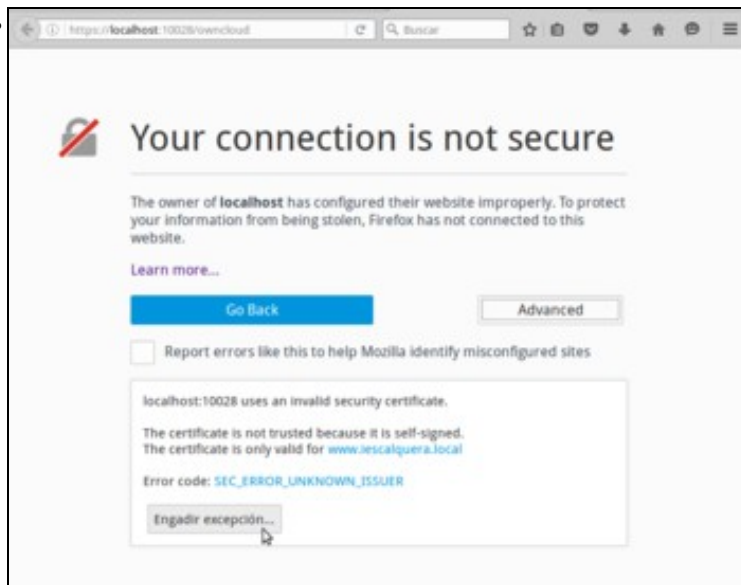 https://localhost:10028/owncloud
Buscar
Your connection is not secure
The owner of localhost has configured their website improperly. To protect
your information from being stolen, Firefox has not connected to this
website.
Learn more...
Go Back
Advanced
Report errors like this to help Mozilla identify misconfigured sites
localhost:10028 uses an invalid security certificate.
The certificate is not trusted because it is self-signed.
The certificate is only valid for www.iescalquera.local
Error code: SEC_ERROR_UNKNOWN_ISSUER
Engadir excepción...